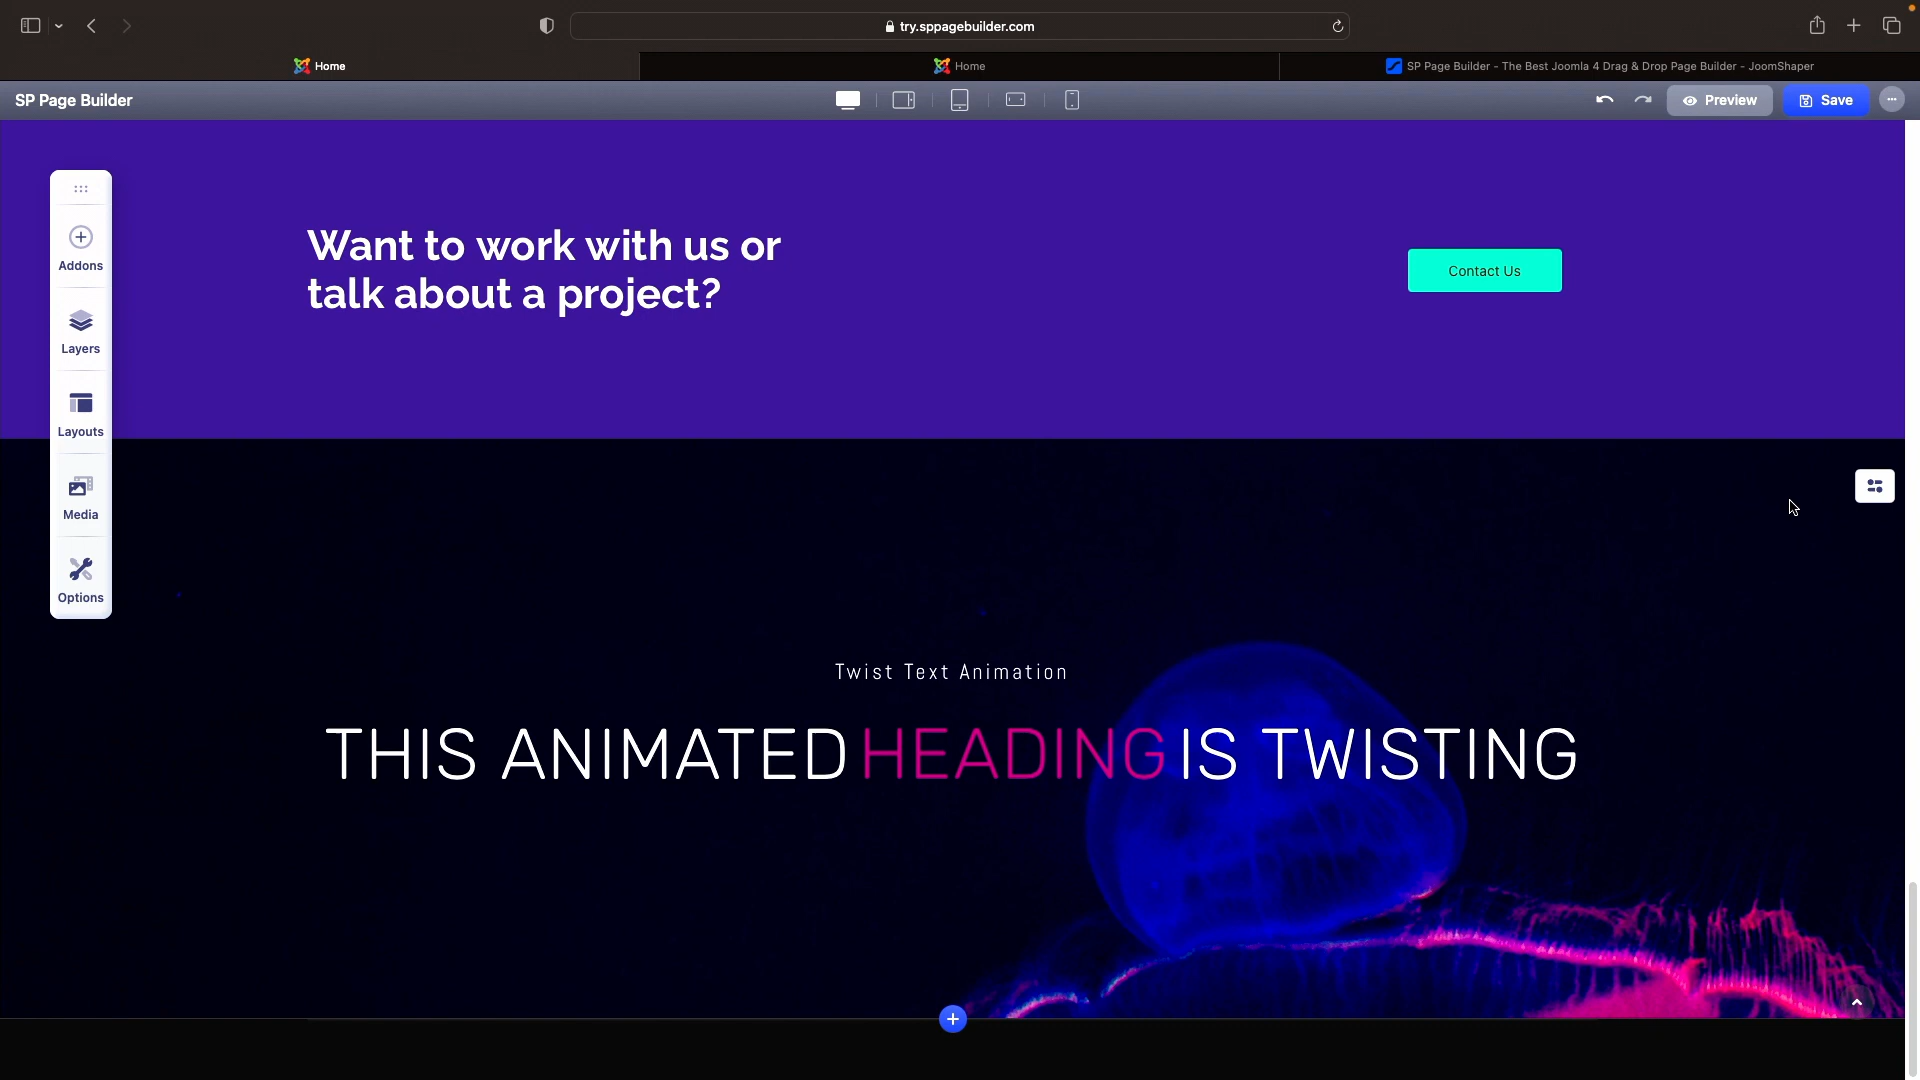 try.sppagebuilder.com
Home
Home
SP Page Builder - The Best Joomla 4 Drag & Drop Page Builder - JoomShaper
SP Page Builder
Preview
Save
Want to work with us or
talk about a project?
Contact Us
Addons
Layers
Layouts
Media
Options
Twist Text Animation
THIS ANIMATED HEADING IS TWISTING